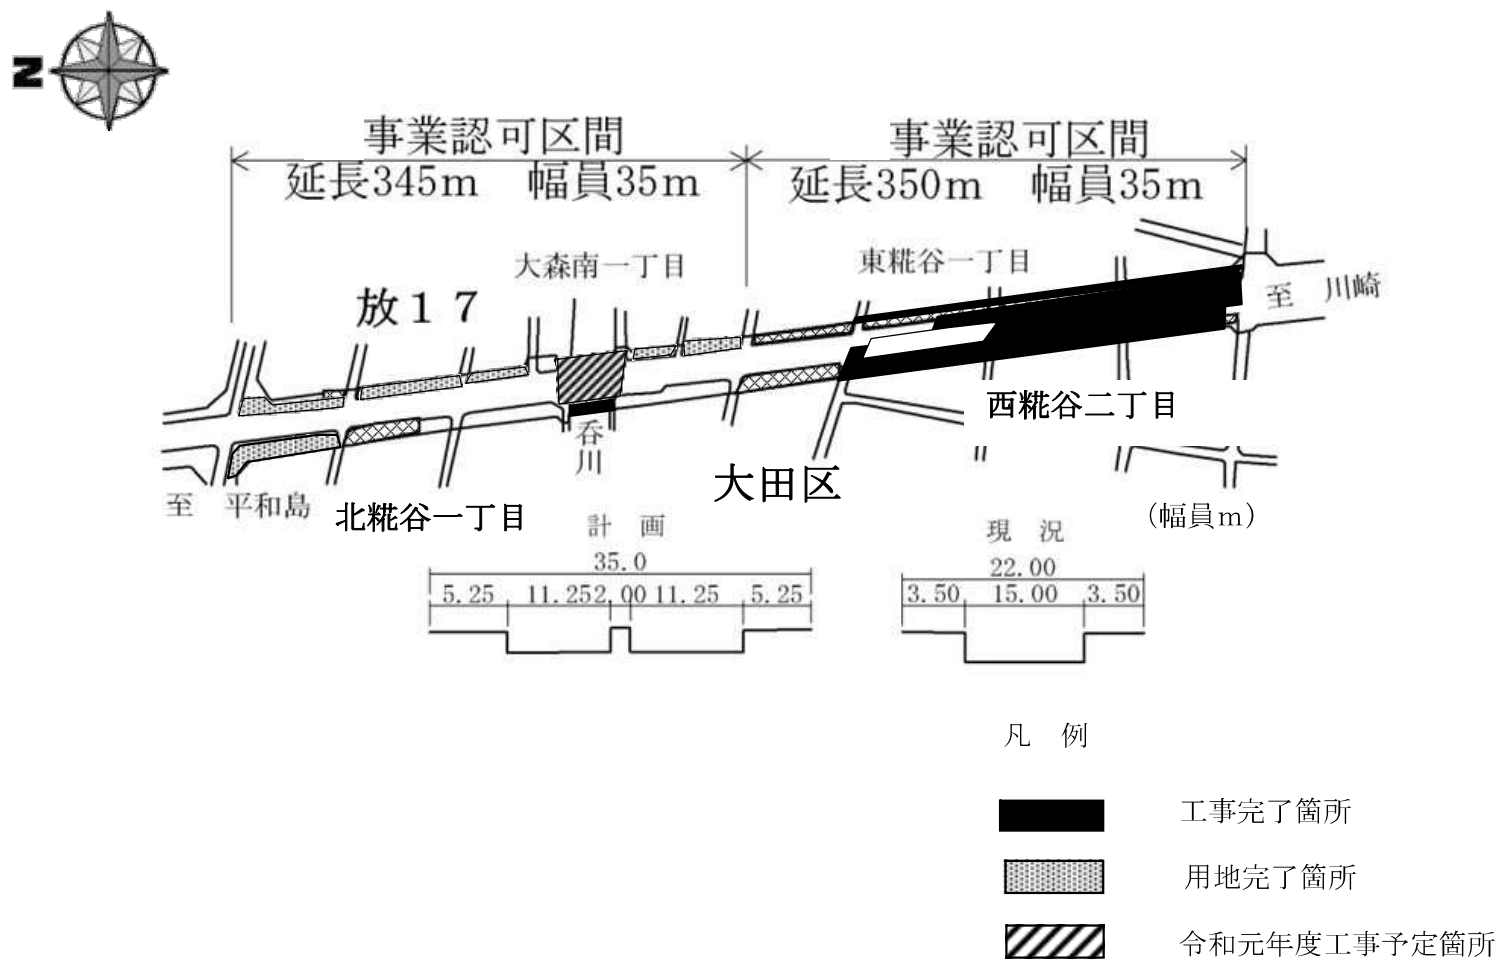 N
事業認可区間
延長345m　幅員35m
事業認可区間
延長350m　幅員35m
大森南一丁目
東糀谷一丁目
放１７
至　川崎
西糀谷二丁目
呑川
大田区
至　平和島
北糀谷一丁目
（幅員ｍ）
計　画
35.0
5.25　11.25 2.00 11.25　5.25
現　況
22.00
3.50　15.00　3.50
凡　例
工事完了箇所
用地完了箇所
令和元年度工事予定箇所